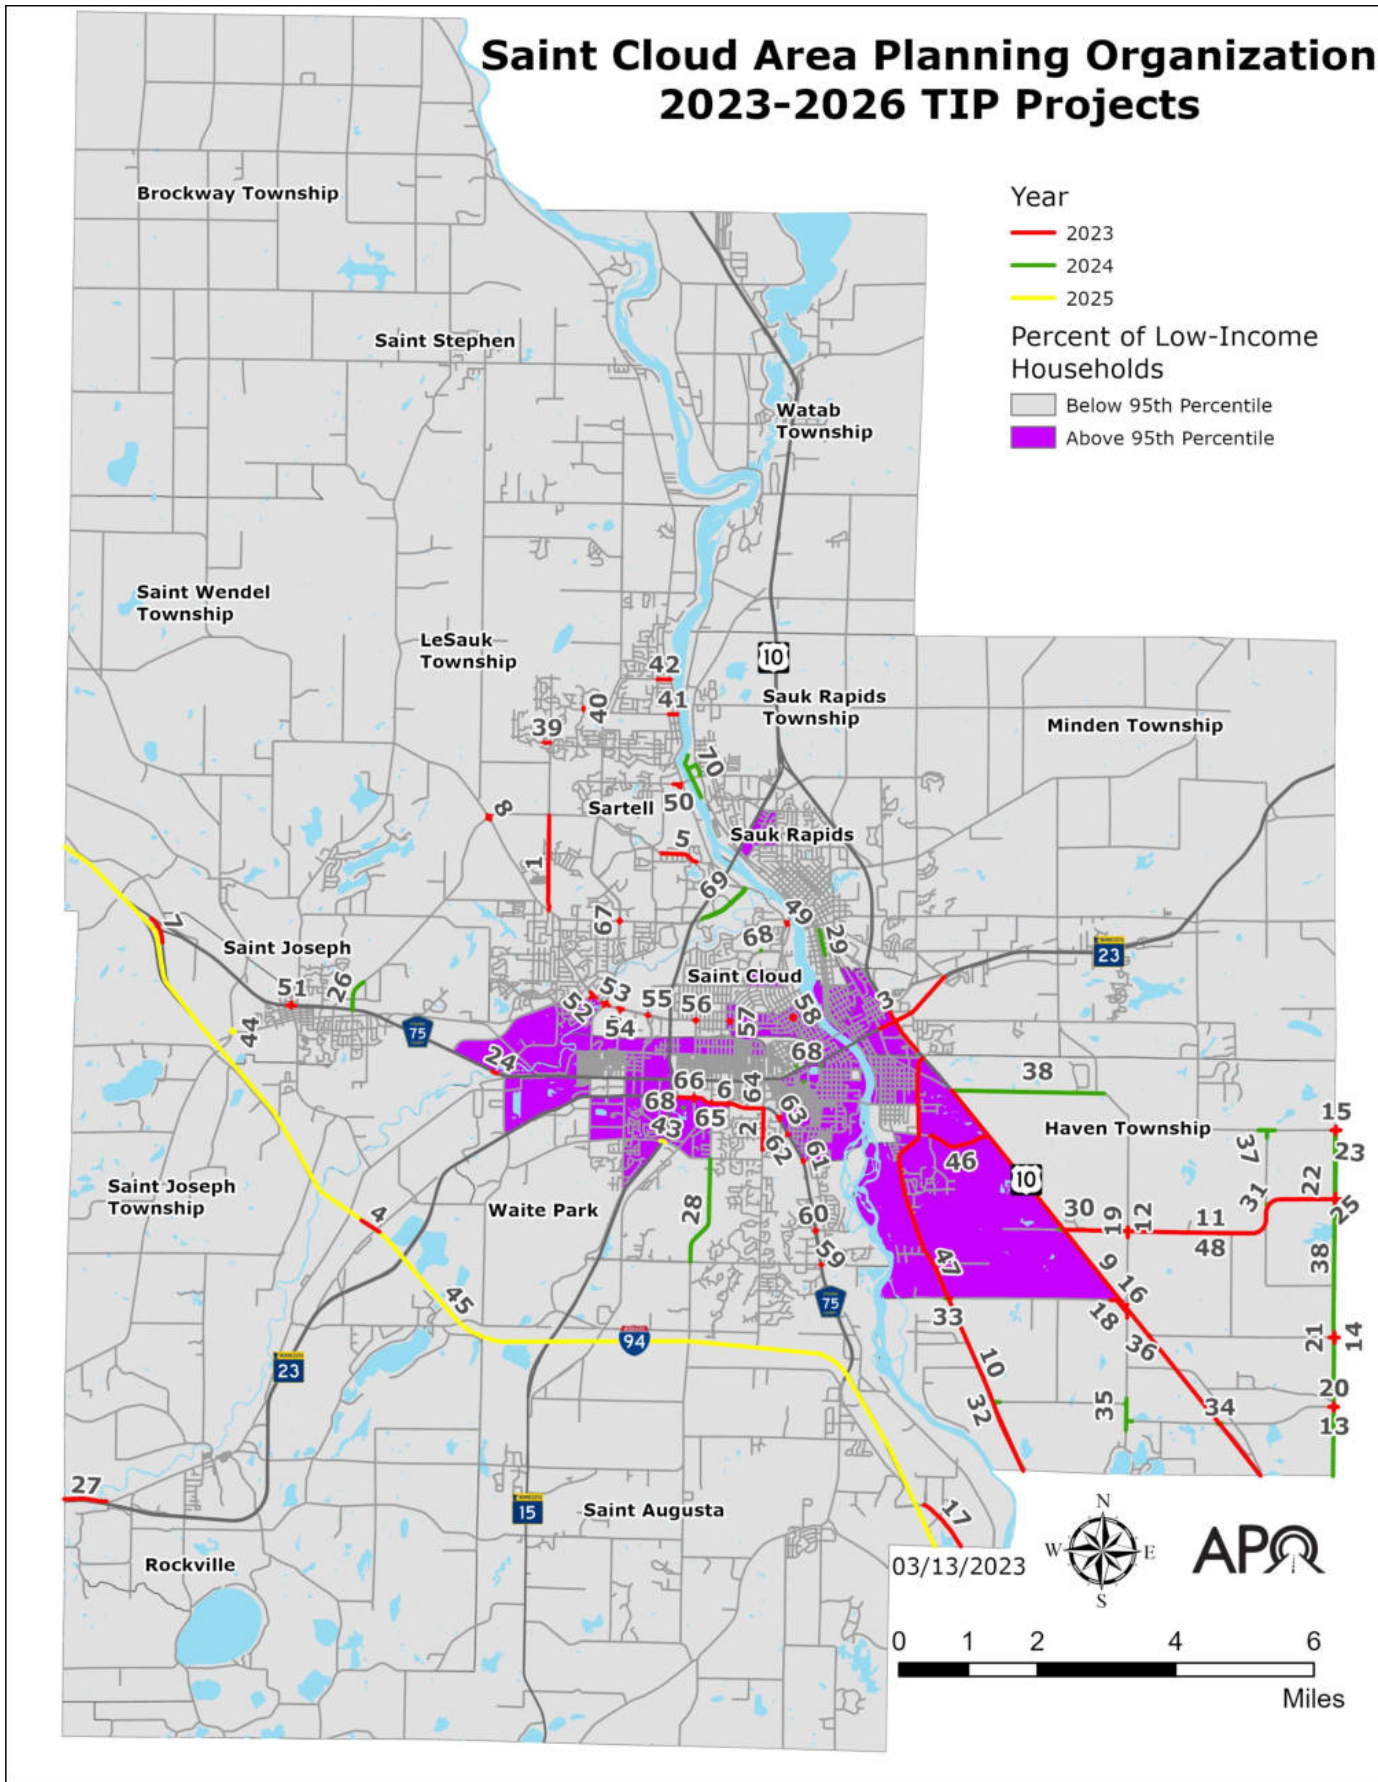 Saint Cloud Area Planning Organization
2023-2026 TIP Projects
Year
2023
2024
2025
Percent of Low-Income
Households
Below 95th Percentile
Above 95th Percentile
Brockway Township
Saint Stephen
Watab
Township
Saint Wendel
Township
LeSauk
Township
10
42
41
40
39
Sauk Rapids
Township
Minden Township
70
50
Sartell
8
Sauk Rapids
5
1
69
7
67
49
68
29
23
Saint Joseph
Saint Cloud
51
26
53
52
54
55
56
57
58
3
44
75
24
68
38
66
6
64
68
65
2
63
43
62
61
46
Haven Township
15
37
23
10
22
31
25
Saint Joseph
Township
Waite Park
28
4
60
30
19
12
11
48
59
47
9
16
38
45
75
33
18
94
36
21
14
23
10
32
35
34
20
13
27
15
Saint Augusta
17
Rockville
03/13/2023
N
W
E
S
APO
0
1
2
4
6
Miles